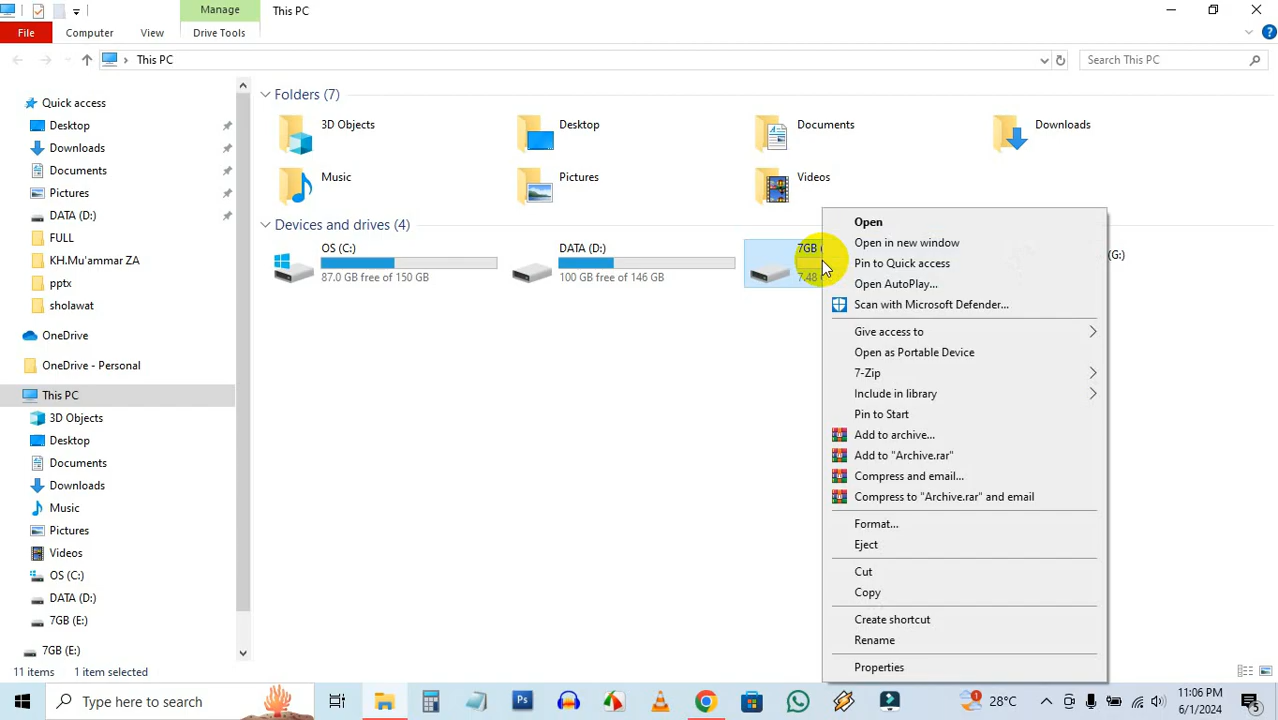 Manage
This PC
File
Computer
View
Drive Tools
This PC
Search This PC
Quick access
Desktop
Downloads
Documents
Pictures
DATA (D:)
FULL
KH.Mu'ammar ZA
pptx
sholawat
OneDrive
OneDrive - Personal
This PC
3D Objects
Desktop
Documents
Downloads
Music
Pictures
Videos
OS (C:)
DATA (D:)
7GB (E:)
7GB (E:)
Folders (7)
3D Objects
Desktop
Documents
Downloads
Music
Pictures
Videos
Devices and drives (4)
OS (C:)
87.0 GB free of 150 GB
DATA (D:)
100 GB free of 146 GB
7GB (
7.48
(G:)
Open
Open in new window
Pin to Quick access
Open AutoPlay...
Scan with Microsoft Defender...
Give access to
Open as Portable Device
7-Zip
Include in library
Pin to Start
Add to archive...
Add to "Archive.rar"
Compress and email...
Compress to "Archive.rar" and email
Format...
Eject
Cut
Copy
Create shortcut
Rename
Properties
11 items
1 item selected
Type here to search
Ps
28°C
11:06 PM
6/1/2024
5